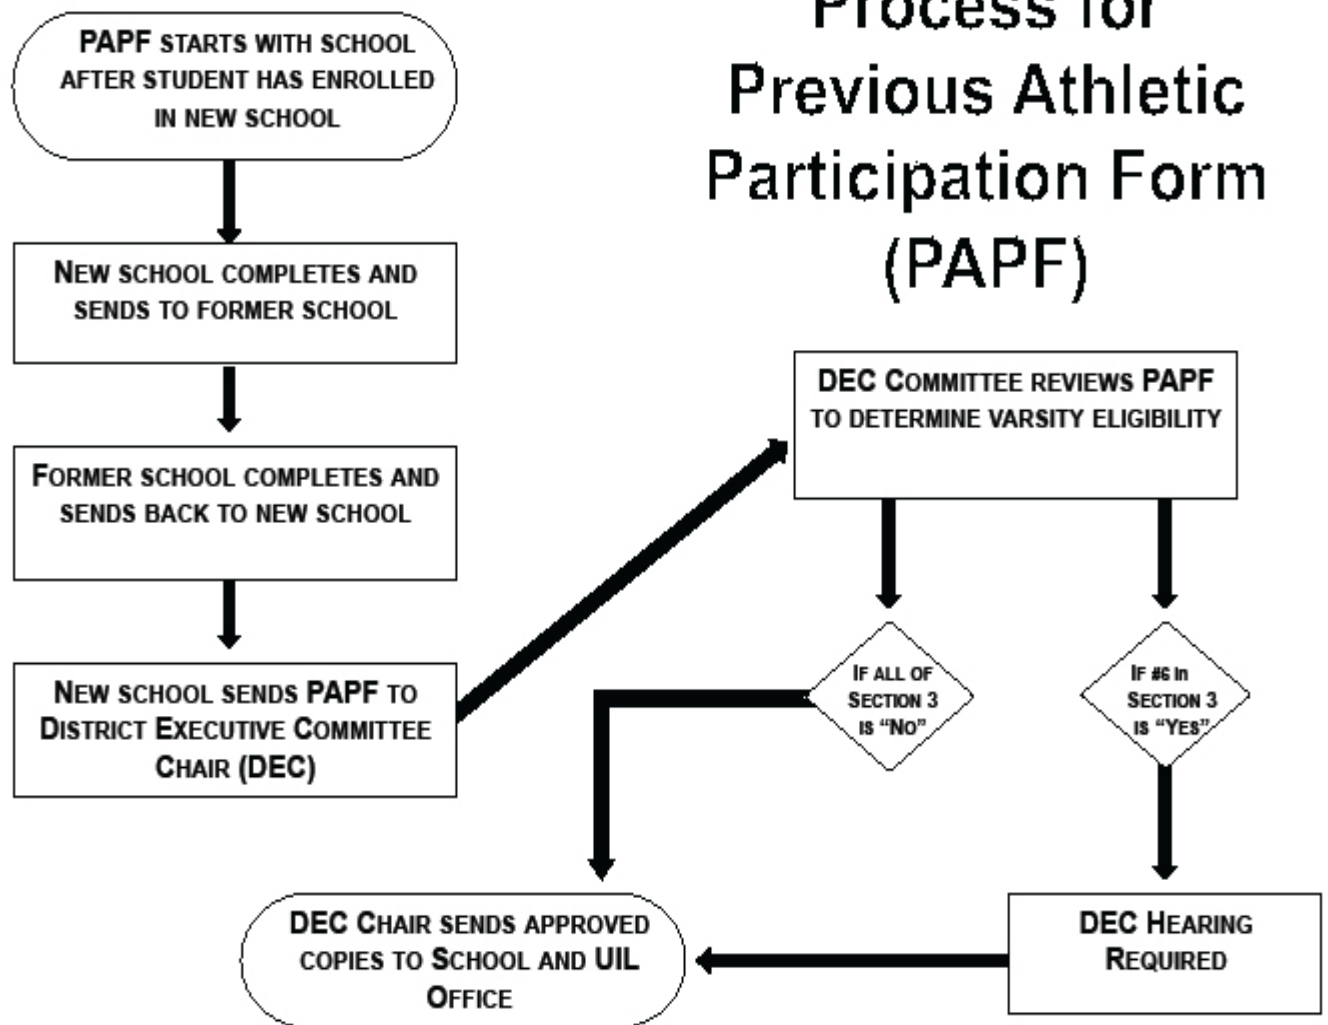 Process for
Previous Athletic
Participation Form
(PAPF)
PAPF STARTS WITH SCHOOL
AFTER STUDENT HAS ENROLLED
IN NEW SCHOOL
NEW SCHOOL COMPLETES AND
SENDS TO FORMER SCHOOL
FORMER SCHOOL COMPLETES AND
SENDS BACK TO NEW SCHOOL
NEW SCHOOL SENDS PAPF TO
DISTRICT EXECUTIVE COMMITTEE
CHAIR (DEC)
DEC COMMITTEE REVIEWS PAPF
TO DETERMINE VARSITY ELIGIBILITY
IF ALL OF
SECTION 3
IS “NO”
IF #6 in
SECTION 3
IS “YES”
DEC HEARING
REQUIRED
DEC CHAIR SENDS APPROVED
COPIES TO SCHOOL AND UIL
OFFICE